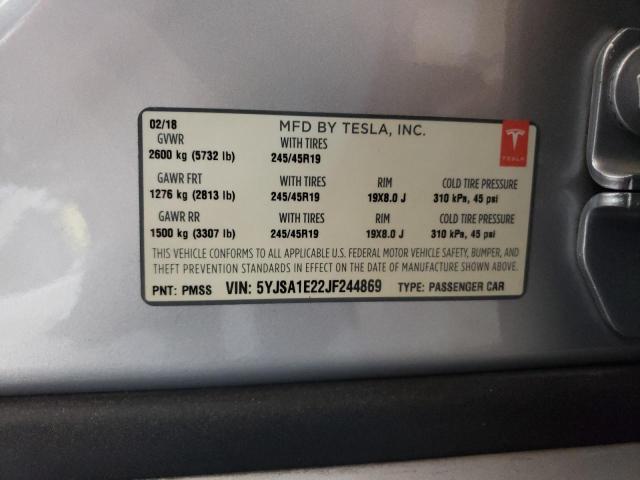 02/18 MFD BY TESLA, INC.
GVWR WITH TIRES
2600 kg (5732 lb) 245/45R19
TESLA
GAWR FRT WITH TIRES RIM COLD TIRE PRESSURE
1276 kg (2813 lb) 245/45R19 19X8.0 J 310 kPa, 45 psi
GAWR RR WITH TIRES RIM COLD TIRE PRESSURE
1500 kg (3307 lb) 245/45R19 19X8.0 J 310 kPa, 45 psi
THIS VEHICLE CONFORMS TO ALL APPLICABLE U.S. FEDERAL MOTOR VEHICLE SAFETY, BUMPER, AND
THEFT PREVENTION STANDARDS IN EFFECT ON THE DATE OF MANUFACTURE SHOWN ABOVE.
PNT: PMSS VIN: 5YJSA1E22JF244869 TYPE: PASSENGER CAR